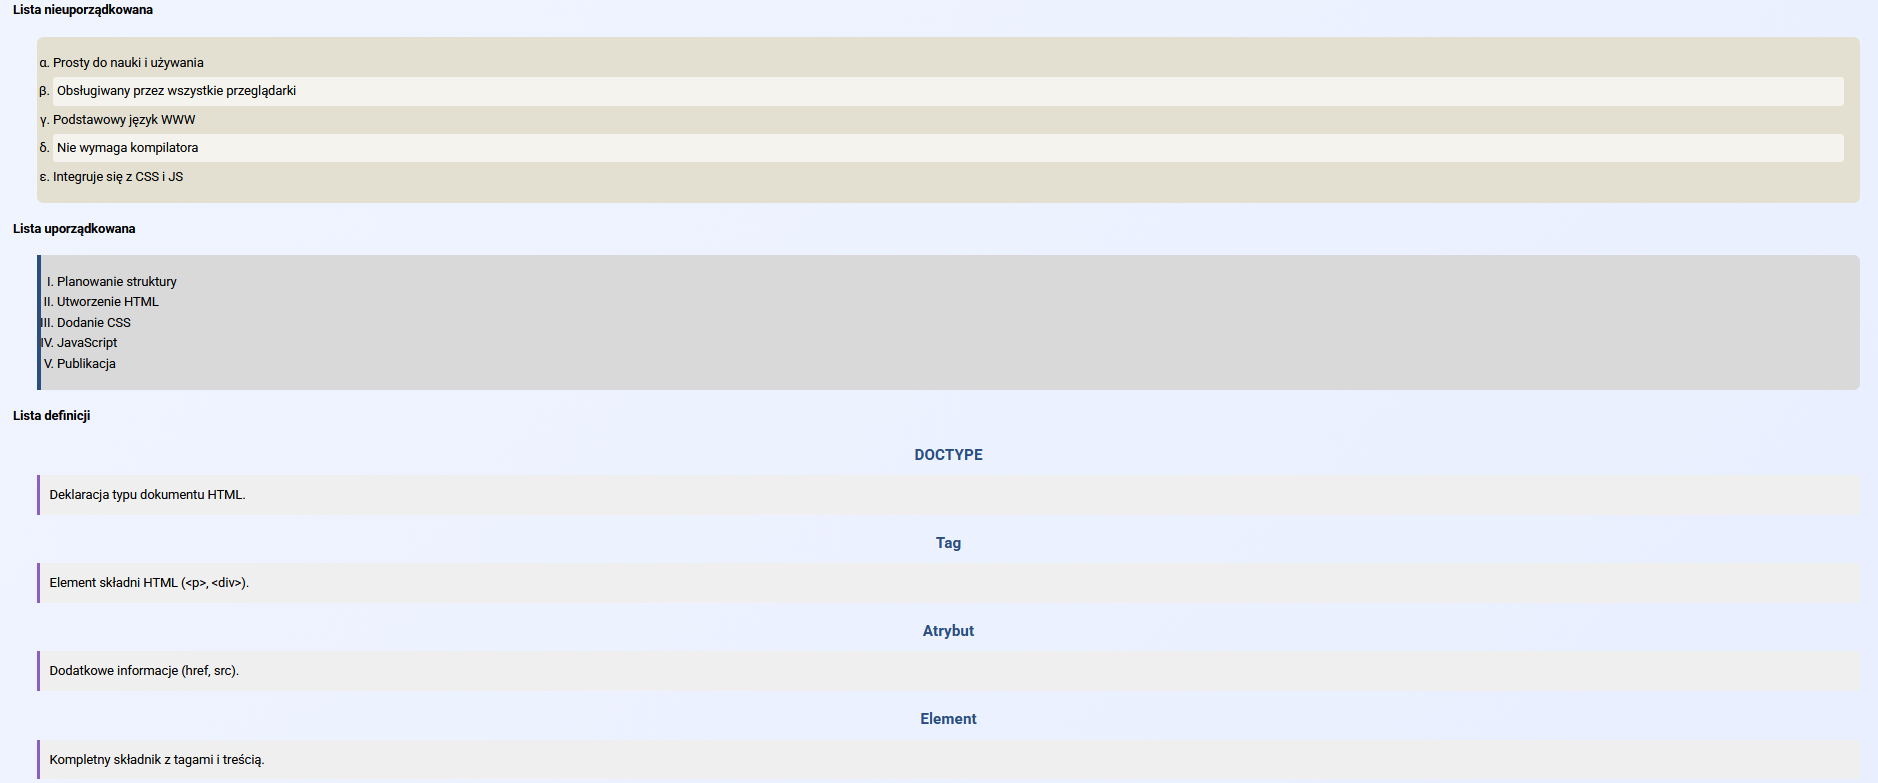 Lista nieuporządkowana
α. Prosty do nauki i używania
β. Obsługiwany przez wszystkie przeglądarki
γ. Podstawowy język WWW
δ. Nie wymaga kompilatora
ε. Integruje się z CSS i JS
Lista uporządkowana
I. Planowanie struktury
II. Utworzenie HTML
III. Dodanie CSS
IV. JavaScript
V. Publikacja
Lista definicji
DOCTYPE
Deklaracja typu dokumentu HTML.
Tag
Element składni HTML (<p>, <div>).
Atrybut
Dodatkowe informacje (href, src).
Element
Kompletny składnik z tagami i treścią.